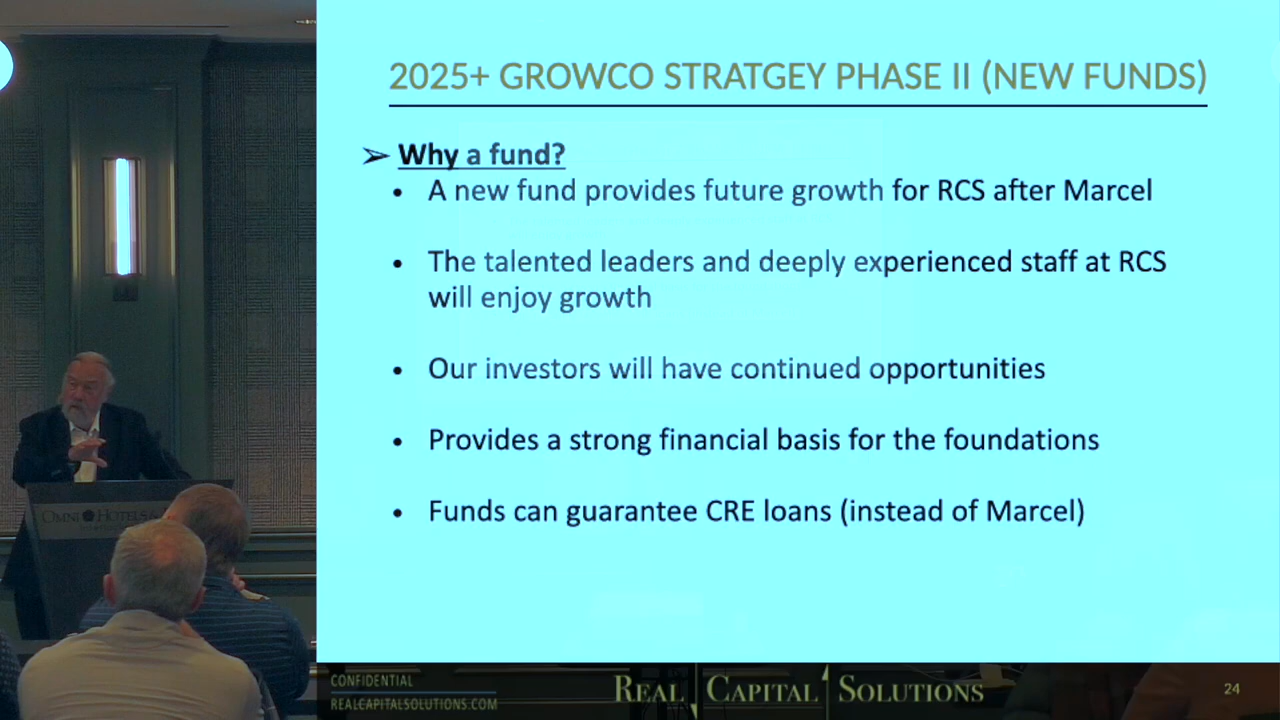 2025+ GROWCO STRATGEY PHASE II (NEW FUNDS)
➢ Why a fund?
• A new fund provides future growth for RCS after Marcel
• The talented leaders and deeply experienced staff at RCS
will enjoy growth
• Our investors will have continued opportunities
• Provides a strong financial basis for the foundations
• Funds can guarantee CRE loans (instead of Marcel)
OMNI HOTELS &
CONFIDENTIAL
REALCAPITALSOLUTIONS.COM
REAL CAPITAL SOLUTIONS
24